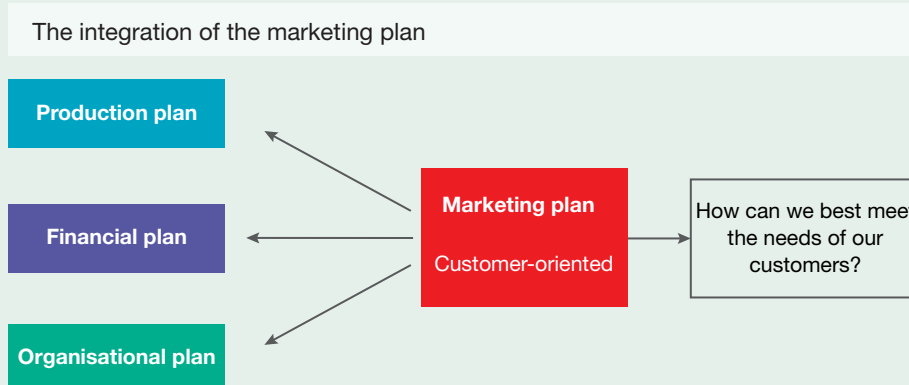 The integration of the marketing plan
Production plan
Financial plan
Organisational plan
Marketing plan
Customer-oriented
How can we best meet
the needs of our
customers?